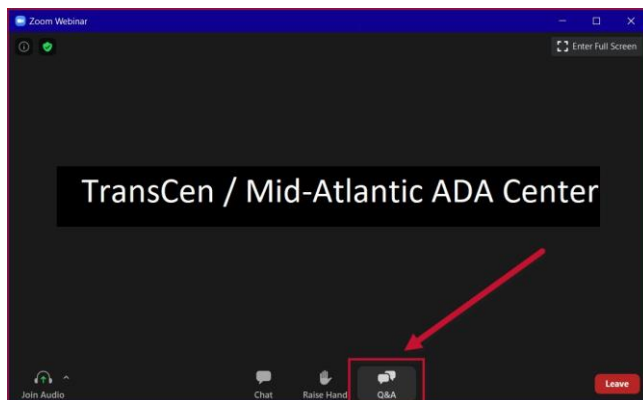 Zoom Webinar
Enter Full Screen
TransCen / Mid-Atlantic ADA Center
Join Audio Chat Raise Hand Q&A Leave